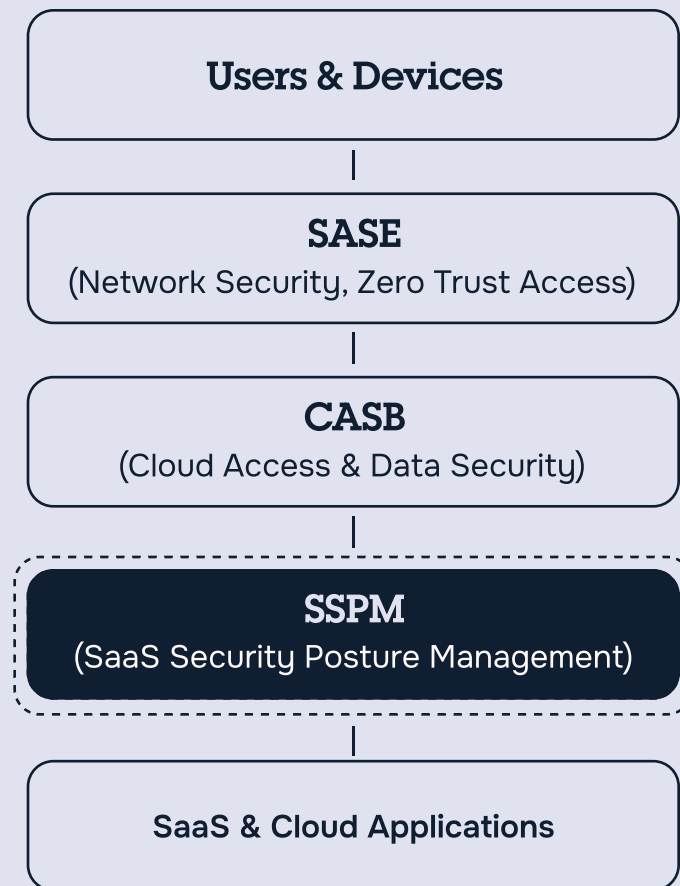 Users & Devices
SASE
(Network Security, Zero Trust Access)
CASB
(Cloud Access & Data Security)
SSPM
(SaaS Security Posture Management)
SaaS & Cloud Applications